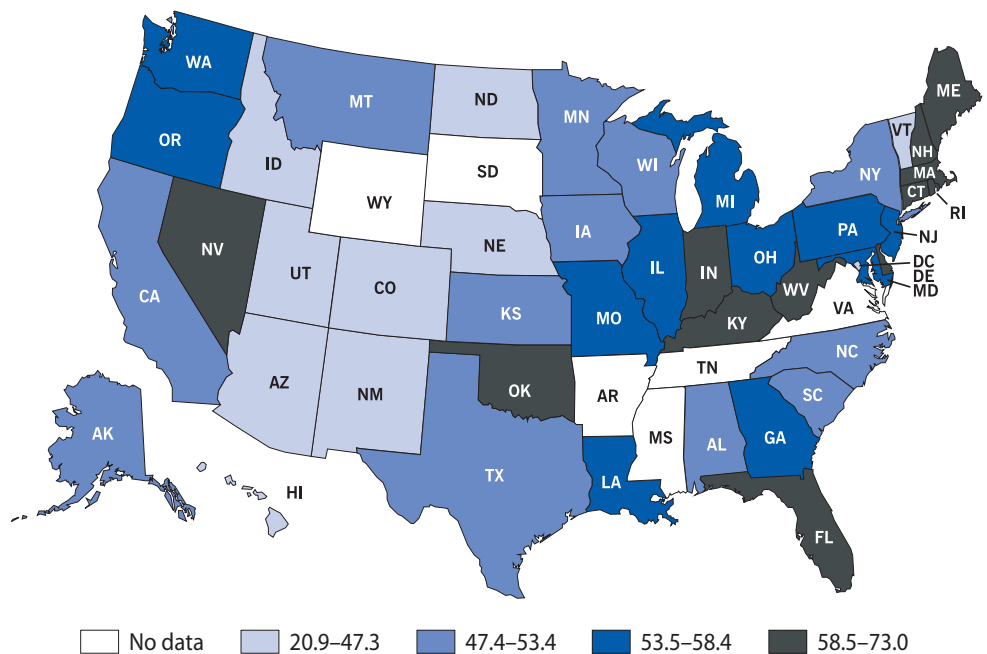 WA
OR
CA
NV
ID
MT
WY
UT
CO
AZ
NM
ND
SD
NE
KS
OK
TX
MN
IA
MO
AR
LA
WI
IL
MI
IN
OH
KY
TN
MS
AL
GA
FL
SC
NC
VA
WV
PA
NY
VT
NH
ME
MA
CT
RI
NJ
DC
DE
MD
AK
HI
No data
20.9–47.3
47.4–53.4
53.5–58.4
58.5–73.0